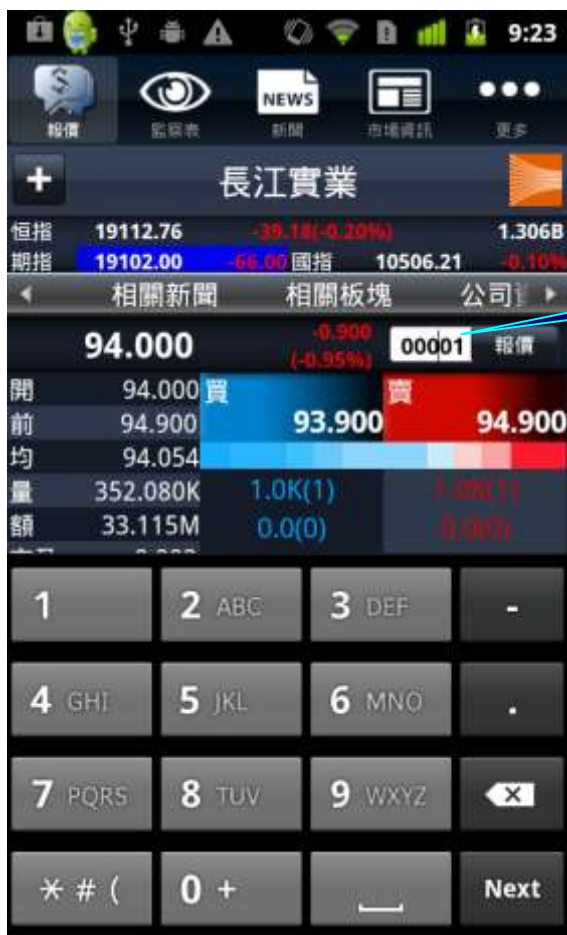 9:23
NEWS
報價 監察表 新聞 市場資訊 更多
+ 長江實業
恒指 19112.76 -39.18(-0.20%) 1.306B
期指 19102.00 -66.00 國指 10506.21 -0.10%
相關新聞 相關板塊 公司
94.000 -0.900 (-0.95%) 00001 報價
開 94.000 買 93.900 賣 94.900
前 94.900
均 94.054
量 352.080K 1.0K(1)
額 33.115M 0.0(0) 0.0(0)
1 2 ABC 3 DEF -
4 GHI 5 JKL 6 MNO .
7 PQRS 8 TUV 9 WXYZ
* # ( 0 + Next